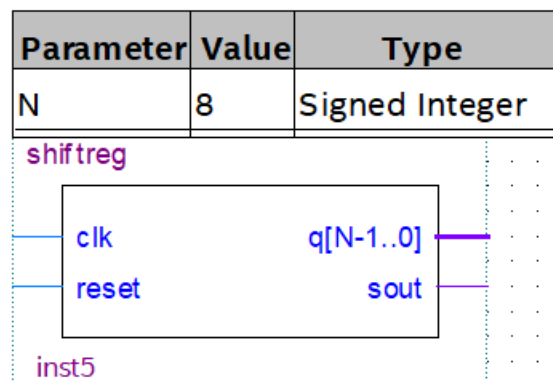 Parameter Value Type
N 8 Signed Integer
shiftreg
clk q[N-1..0]
reset sout
inst5